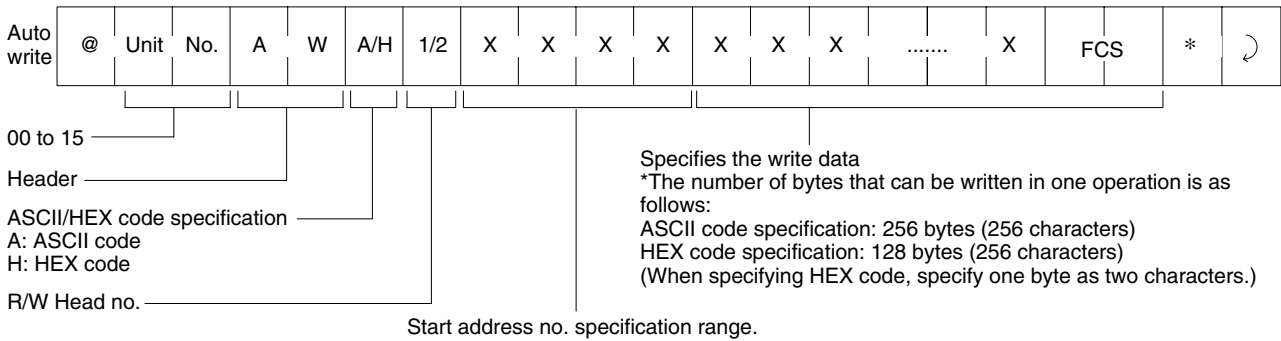 Auto write @ Unit No. A W A/H 1/2 X X X X X X X ....... X FCS * ⤶
00 to 15
Header
ASCII/HEX code specification
A: ASCII code
H: HEX code
R/W Head no.
Start address no. specification range.
Specifies the write data
*The number of bytes that can be written in one operation is as
follows:
ASCII code specification: 256 bytes (256 characters)
HEX code specification: 128 bytes (256 characters)
(When specifying HEX code, specify one byte as two characters.)